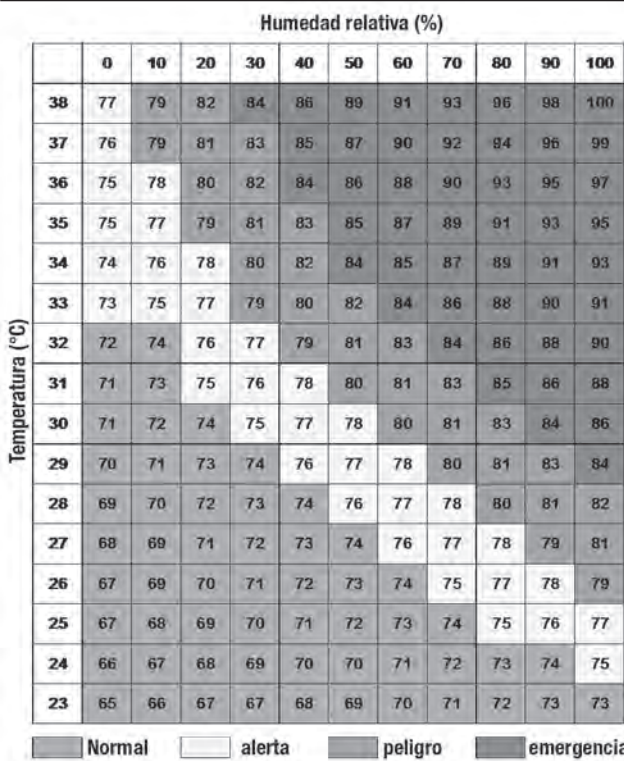 Humedad relativa (%)
0 10 20 30 40 50 60 70 80 90 100
38 77 79 82 84 86 89 91 93 96 98 100
37 76 79 81 83 85 87 90 92 94 96 99
36 75 78 80 82 84 86 88 90 93 95 97
35 75 77 79 81 83 85 87 89 91 93 95
34 74 76 78 80 82 84 85 87 89 91 93
33 73 75 77 79 80 82 84 86 88 90 91
Temperatura (°C)
32 72 74 76 77 79 81 83 84 86 88 90
31 71 73 75 76 78 80 81 83 85 86 88
30 71 72 74 75 77 78 80 81 83 84 86
29 70 71 73 74 76 77 78 80 81 83 84
28 69 70 72 73 74 76 77 78 80 81 82
27 68 69 71 72 73 74 76 77 78 79 81
26 67 69 70 71 72 73 74 75 77 78 79
25 67 68 69 70 71 72 73 74 75 76 77
24 66 67 68 69 70 70 71 72 73 74 75
23 65 66 67 67 68 69 70 71 72 73 73
Normal alerta peligro emergencia